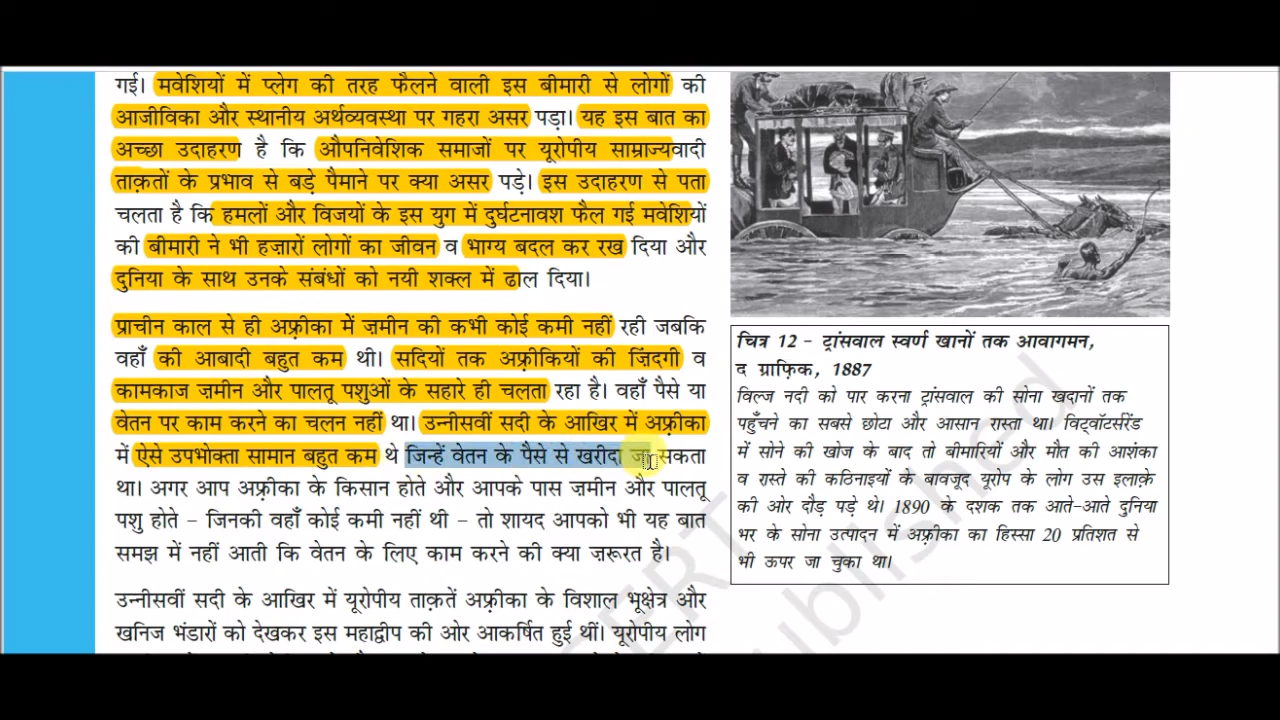 गई। मवेशियों में प्लेग की तरह फैलने वाली इस बीमारी से लोगों की
आजीविका और स्थानीय अर्थव्यवस्था पर गहरा असर पड़ा। यह इस बात का
अच्छा उदाहरण है कि औपनिवेशिक समाजों पर यूरोपीय साम्राज्यवादी
ताक़तों के प्रभाव से बड़े पैमाने पर क्या असर पड़े। इस उदाहरण से पता
चलता है कि हमलों और विजयों के इस युग में दुर्घटनावश फैल गई मवेशियों
की बीमारी ने भी हज़ारों लोगों का जीवन व भाग्य बदल कर रख दिया और
दुनिया के साथ उनके संबंधों को नयी शक्ल में ढाल दिया।
प्राचीन काल से ही अफ़्रीका में ज़मीन की कभी कोई कमी नहीं रही जबकि
वहाँ की आबादी बहुत कम थी। सदियों तक अफ़्रीकियों की ज़िंदगी व
कामकाज ज़मीन और पालतू पशुओं के सहारे ही चलता रहा है। वहाँ पैसे या
वेतन पर काम करने का चलन नहीं था। उन्नीसवीं सदी के आखिर में अफ़्रीका
में ऐसे उपभोक्ता सामान बहुत कम थे जिन्हें वेतन के पैसे से खरीदा जा सकता
था। अगर आप अफ़्रीका के किसान होते और आपके पास ज़मीन और पालतू
पशु होते – जिनकी वहाँ कोई कमी नहीं थी – तो शायद आपको भी यह बात
समझ में नहीं आती कि वेतन के लिए काम करने की क्या ज़रूरत है।
उन्नीसवीं सदी के आखिर में यूरोपीय ताक़तें अफ़्रीका के विशाल भूक्षेत्र और
खनिज भंडारों को देखकर इस महाद्वीप की ओर आकर्षित हुई थीं। यूरोपीय लोग
चित्र 12 – ट्रांसवाल स्वर्ण खानों तक आवागमन,
द ग्राफ़िक, 1887
विल्ज नदी को पार करना ट्रांसवाल की सोना खदानों तक
पहुँचने का सबसे छोटा और आसान रास्ता था। विट्वॉटर्सरेंड
में सोने की खोज के बाद तो बीमारियों और मौत की आशंका
व रास्ते की कठिनाइयों के बावजूद यूरोप के लोग उस इलाक़े
की ओर दौड़ पड़े थे। 1890 के दशक तक आते-आते दुनिया
भर के सोना उत्पादन में अफ़्रीका का हिस्सा 20 प्रतिशत से
भी ऊपर जा चुका था।